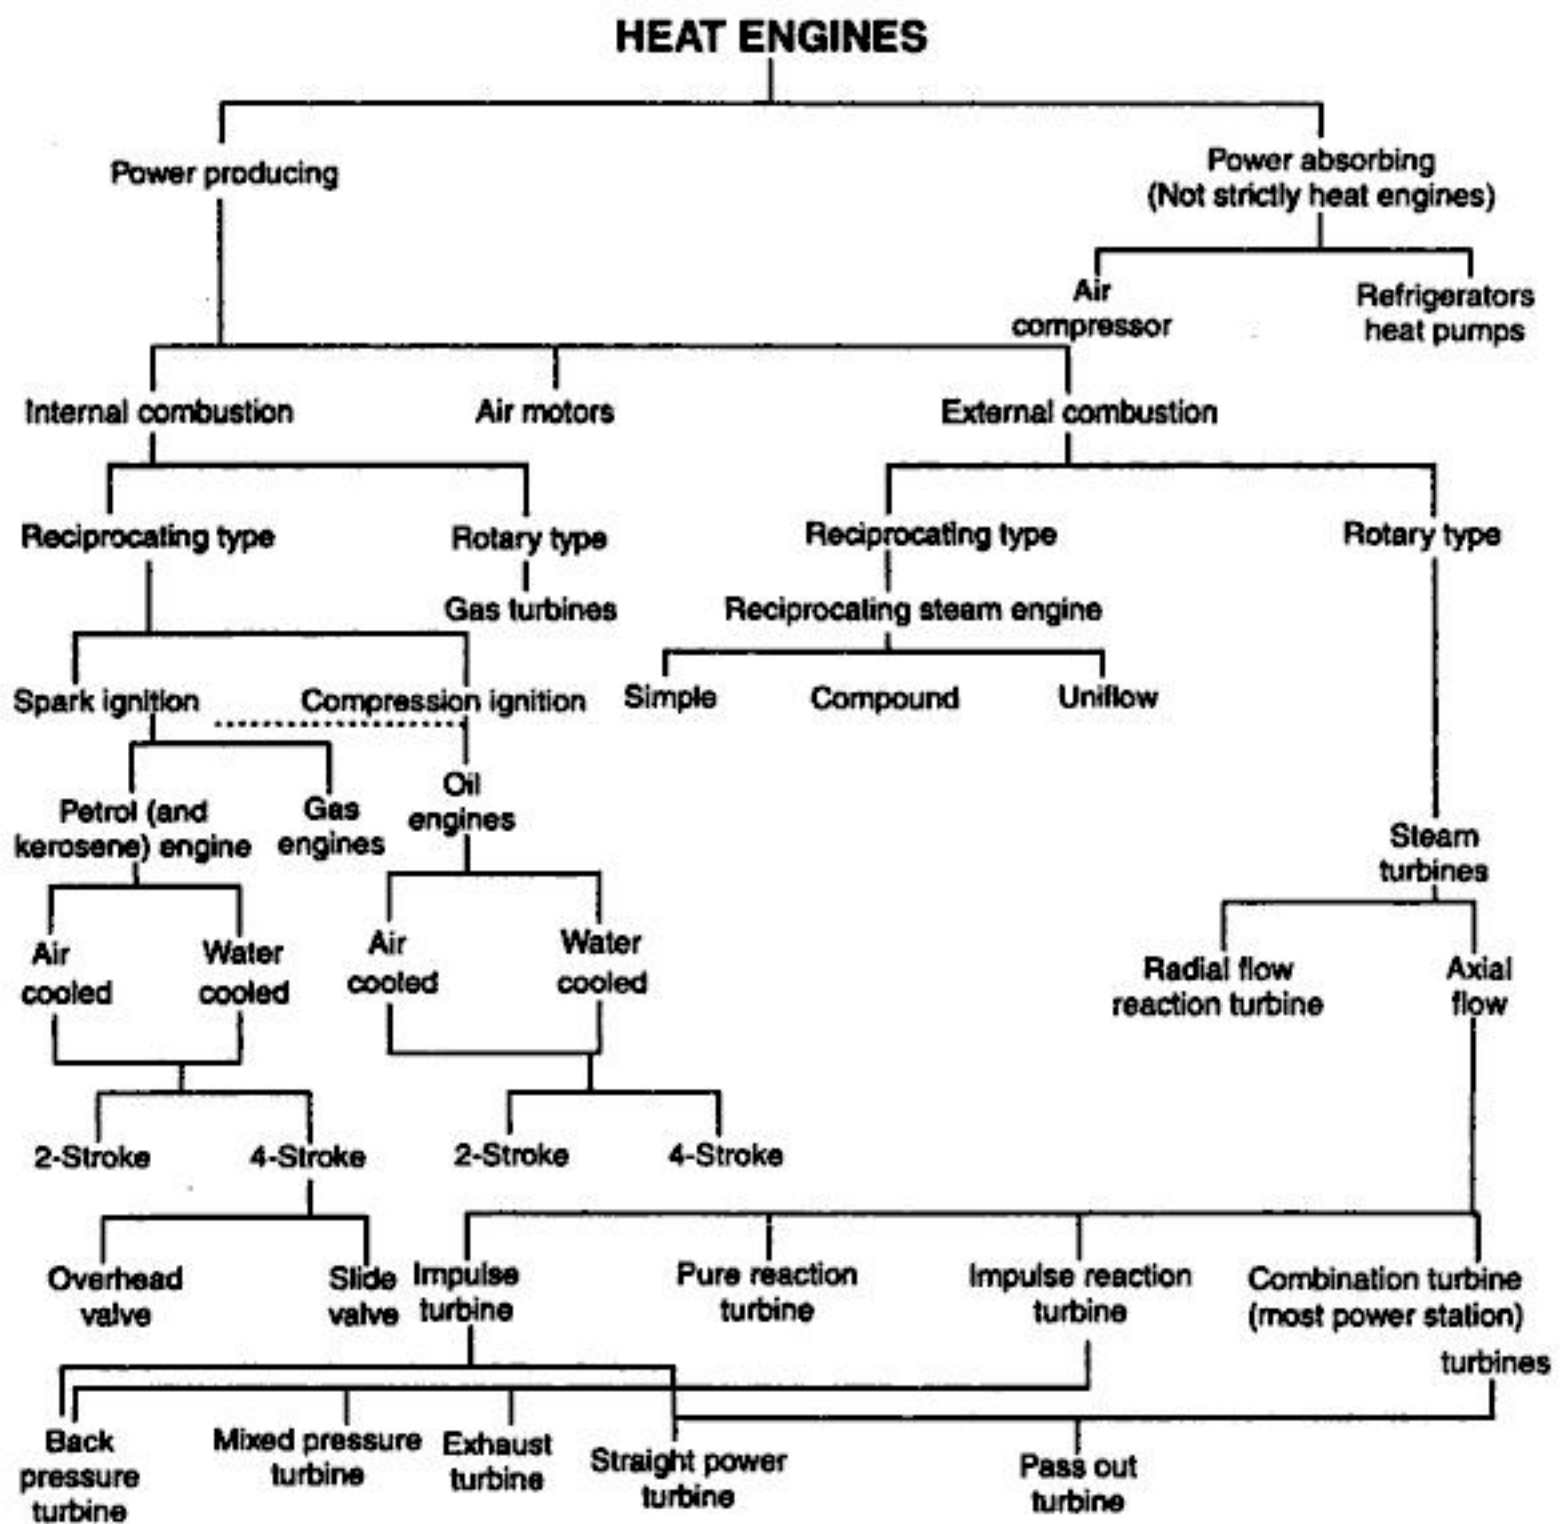 HEAT ENGINES
Power producing
Power absorbing
(Not strictly heat engines)
Air
compressor
Refrigerators
heat pumps
Internal combustion
Air motors
External combustion
Reciprocating type
Rotary type
Reciprocating type
Rotary type
Gas turbines
Reciprocating steam engine
Spark ignition
Compression ignition
Simple
Compound
Uniflow
Petrol (and
kerosene) engine
Gas
engines
Oil
engines
Steam
turbines
Air
cooled
Water
cooled
Air
cooled
Water
cooled
Radial flow
reaction turbine
Axial
flow
2-Stroke
4-Stroke
2-Stroke
4-Stroke
Overhead
valve
Slide
valve
Impulse
turbine
Pure reaction
turbine
Impulse reaction
turbine
Combination turbine
(most power station)
turbines
Back
pressure
turbine
Mixed pressure
turbine
Exhaust
turbine
Straight power
turbine
Pass out
turbine